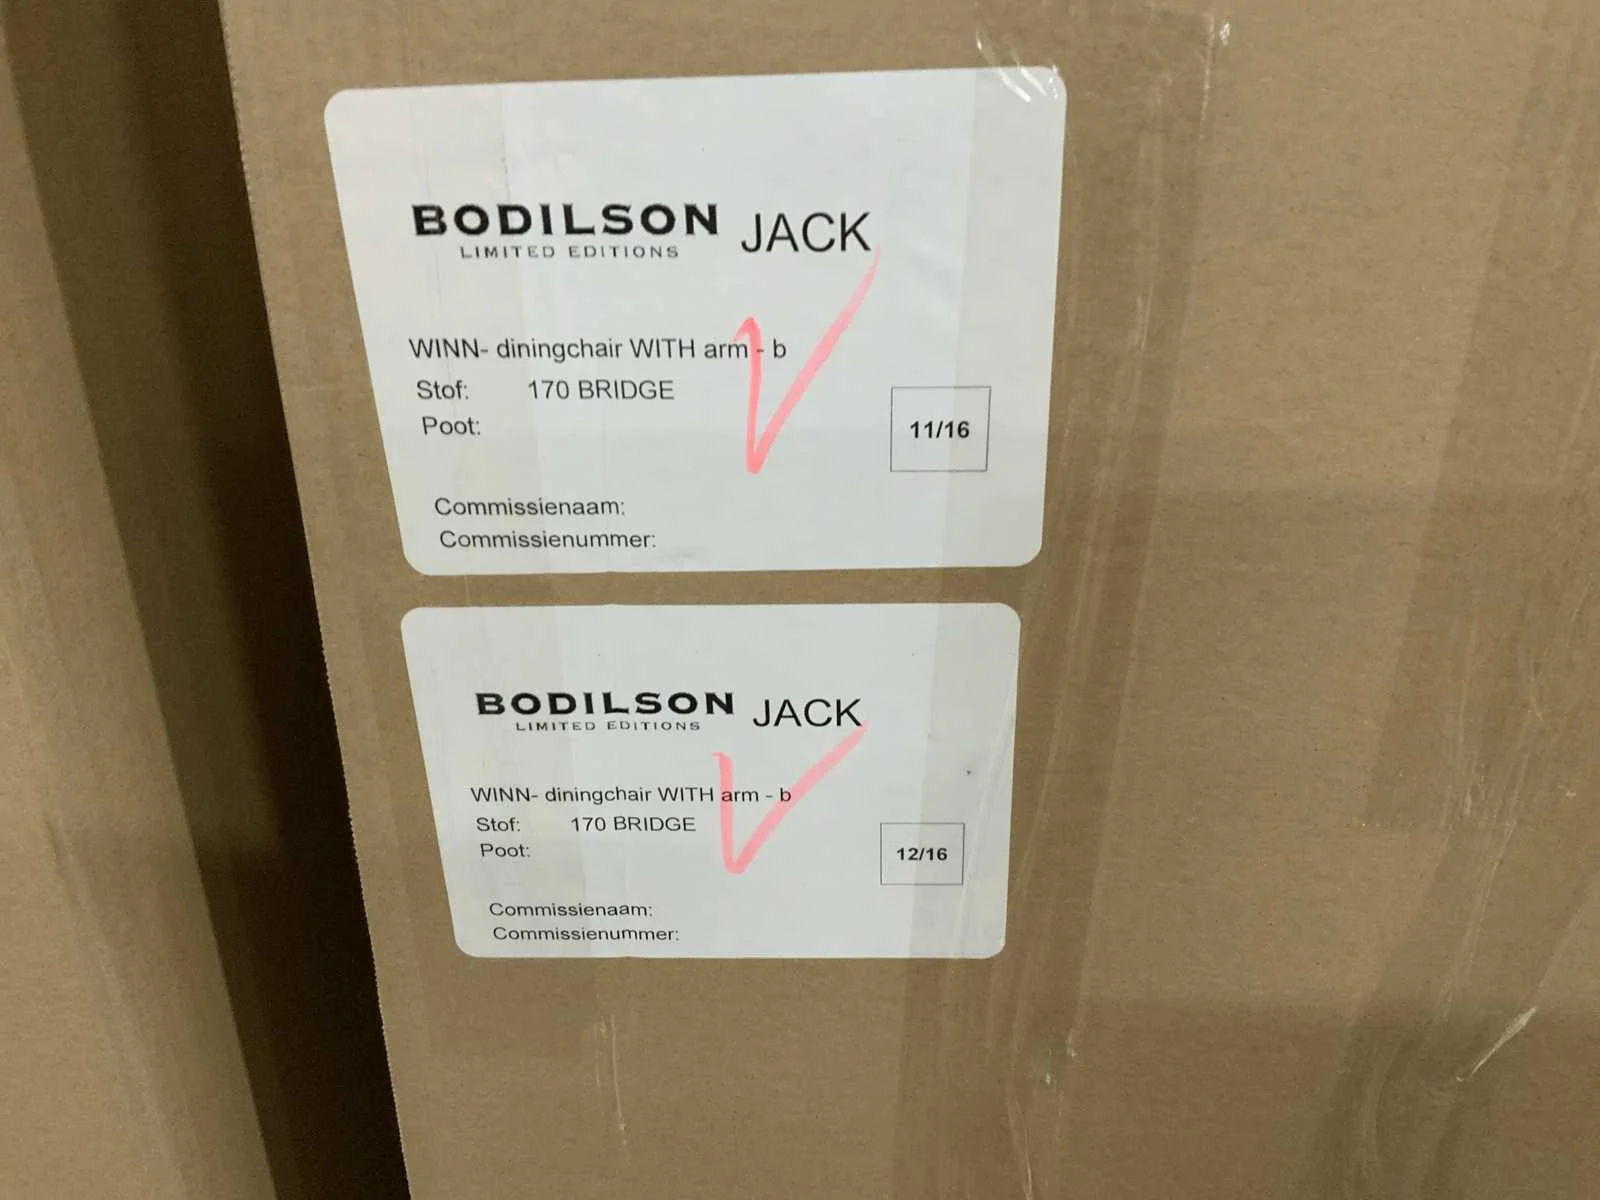 BODILSON JACK
LIMITED EDITIONS
WINN- diningchair WITH arm - b
Stof: 170 BRIDGE
Poot:
11/16
Commissienaam:
Commissienummer:
BODILSON JACK
LIMITED EDITIONS
WINN- diningchair WITH arm - b
Stof: 170 BRIDGE
Poot:
12/16
Commissienaam:
Commissienummer: